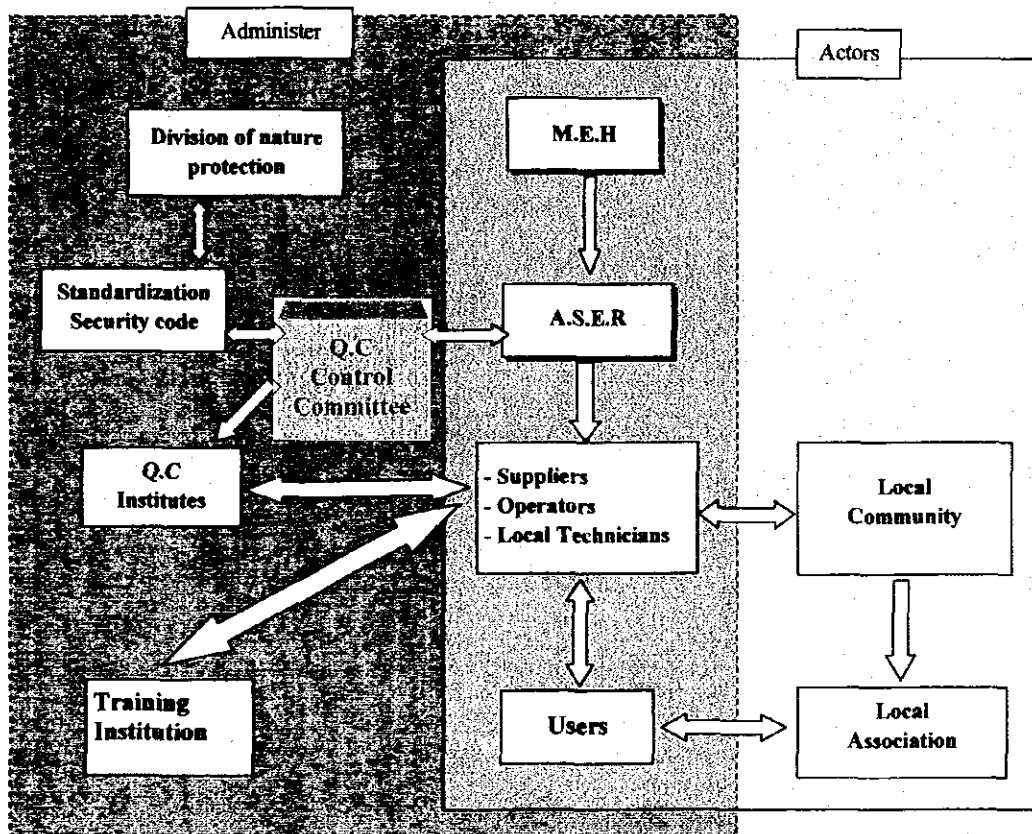 Administer
Actors
Division of nature
protection
M.E.H
Standardization
Security code
Q.C
Control
Committee
A.S.E.R
Q.C
Institutes
- Suppliers
- Operators
- Local Technicians
Local
Community
Training
Institution
Users
Local
Association